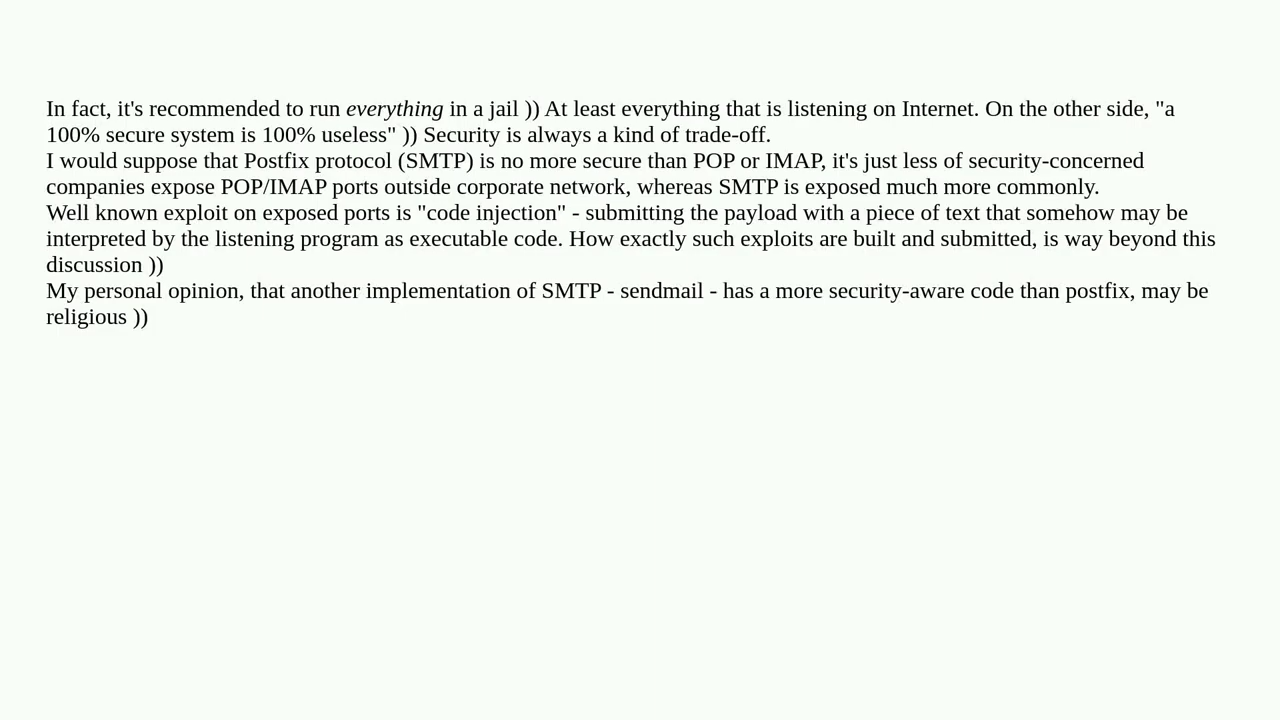 In fact, it's recommended to run everything in a jail )) At least everything that is listening on Internet. On the other side, "a
100% secure system is 100% useless" )) Security is always a kind of trade-off.
I would suppose that Postfix protocol (SMTP) is no more secure than POP or IMAP, it's just less of security-concerned
companies expose POP/IMAP ports outside corporate network, whereas SMTP is exposed much more commonly.
Well known exploit on exposed ports is "code injection" - submitting the payload with a piece of text that somehow may be
interpreted by the listening program as executable code. How exactly such exploits are built and submitted, is way beyond this
discussion ))
My personal opinion, that another implementation of SMTP - sendmail - has a more security-aware code than postfix, may be
religious ))